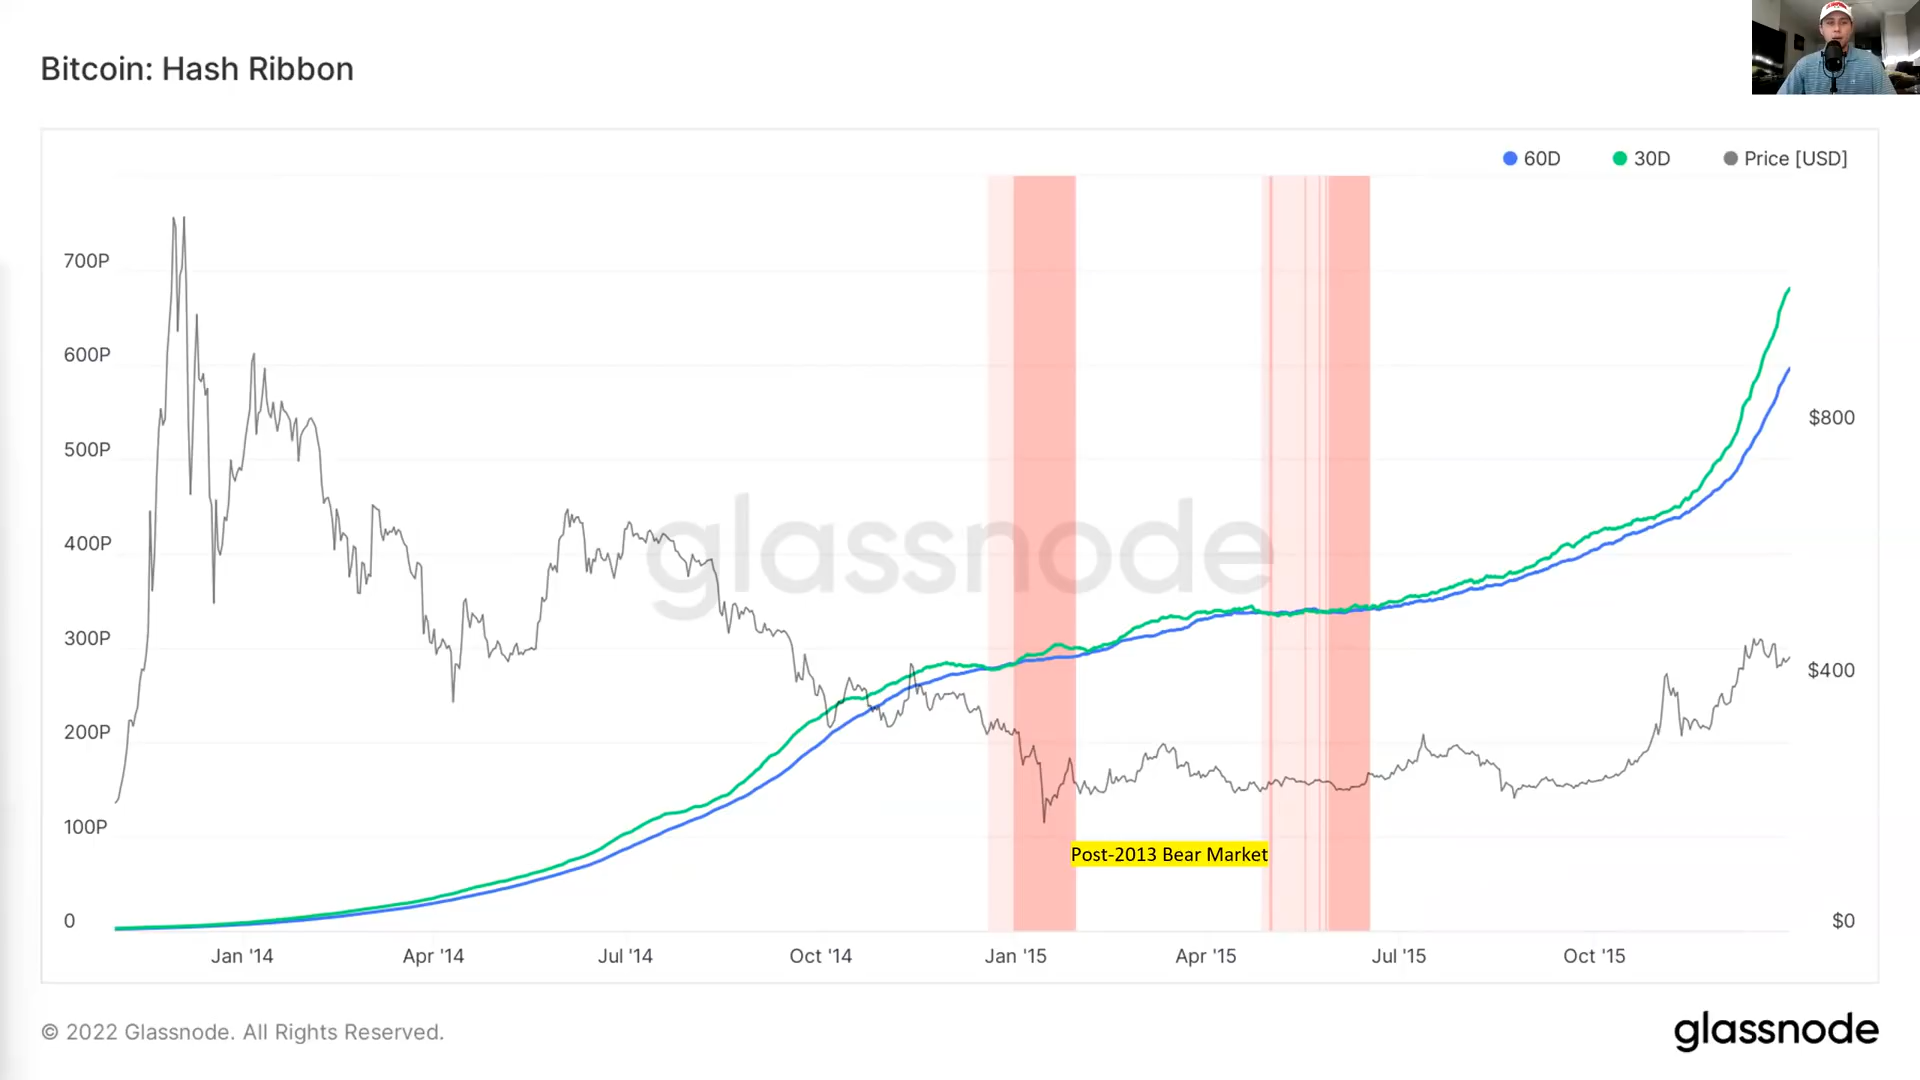 Bitcoin: Hash Ribbon
60D 30D Price [USD]
700P
600P
500P
400P
300P
200P
100P
0
$800
$400
$0
glassnode
Post-2013 Bear Market
Jan '14 Apr '14 Jul '14 Oct '14 Jan '15 Apr '15 Jul '15 Oct '15
© 2022 Glassnode. All Rights Reserved.
glassnode